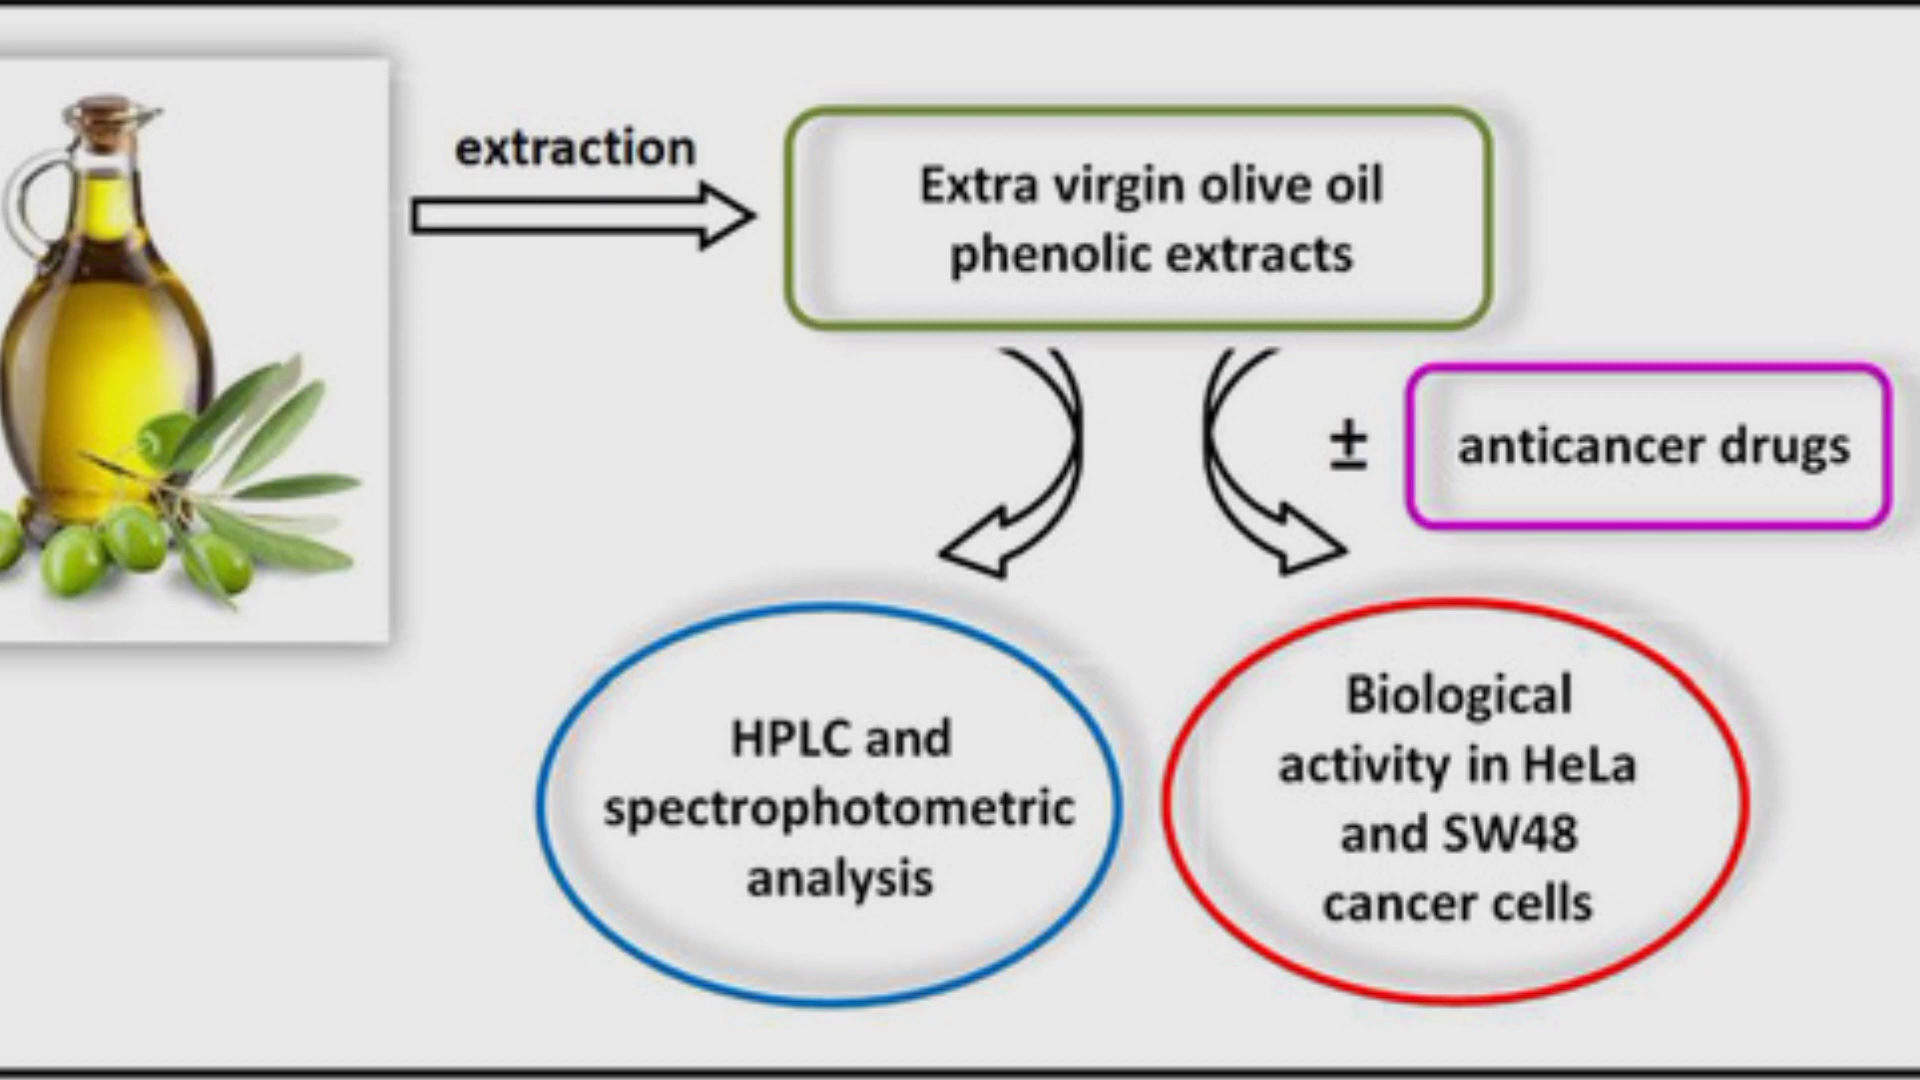 extraction
Extra virgin olive oil
phenolic extracts
±
anticancer drugs
HPLC and
spectrophotometric
analysis
Biological
activity in HeLa
and SW48
cancer cells